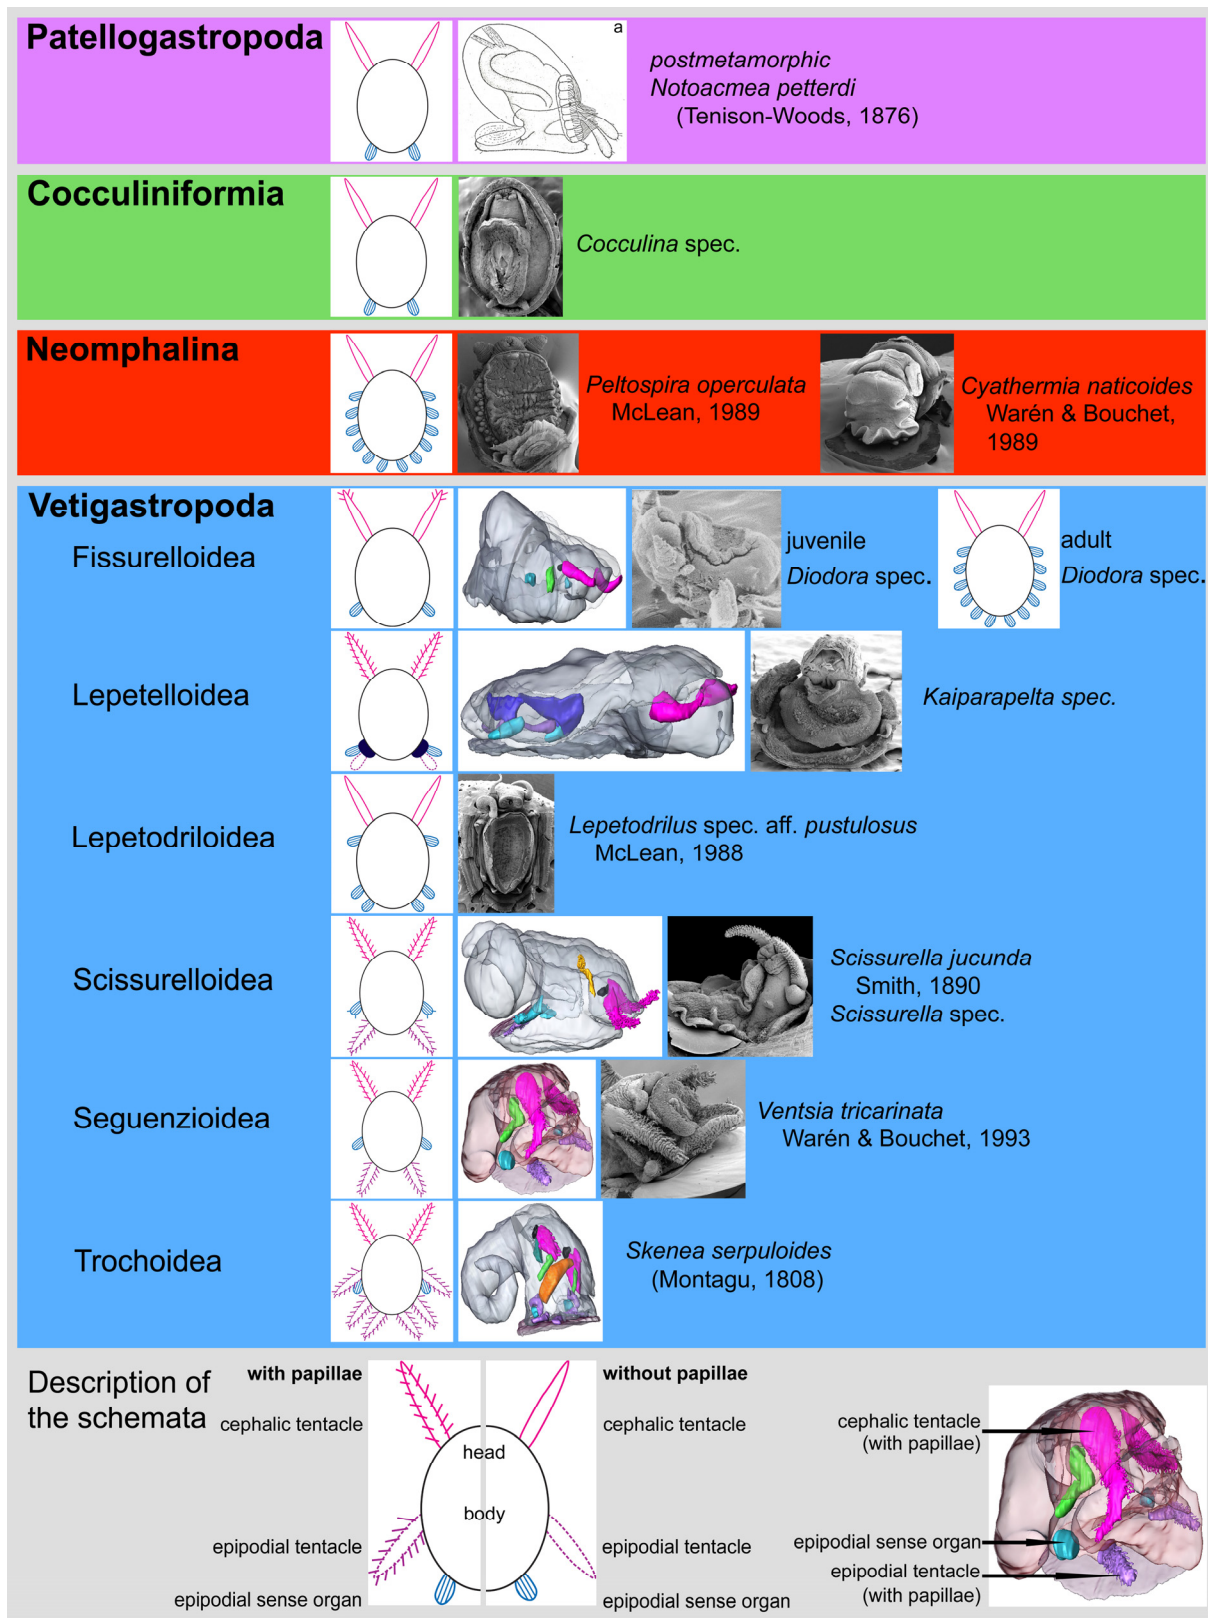 Patellogastropoda
a
postmetamorphic
Notoacmea petterdi
(Tenison-Woods, 1876)
Cocculiniformia
Cocculina spec.
Neomphalina
Peltospira operculata
McLean, 1989
Cyathermia naticoides
Warén & Bouchet,
1989
Vetigastropoda
Fissurelloidea
juvenile
Diodora spec.
adult
Diodora spec.
Lepetelloidea
Kaiparapelta spec.
Lepetodriloidea
Lepetodrilus spec. aff. pustulosus
McLean, 1988
Scissurelloidea
Scissurella jucunda
Smith, 1890
Scissurella spec.
Seguenzioidea
Ventsia tricarinata
Warén & Bouchet, 1993
Trochoidea
Skenea serpuloides
(Montagu, 1808)
Description of
the schemata
with papillae
cephalic tentacle
epipodial tentacle
epipodial sense organ
head
body
without papillae
cephalic tentacle
epipodial tentacle
epipodial sense organ
cephalic tentacle
(with papillae)
epipodial sense organ
epipodial tentacle
(with papillae)